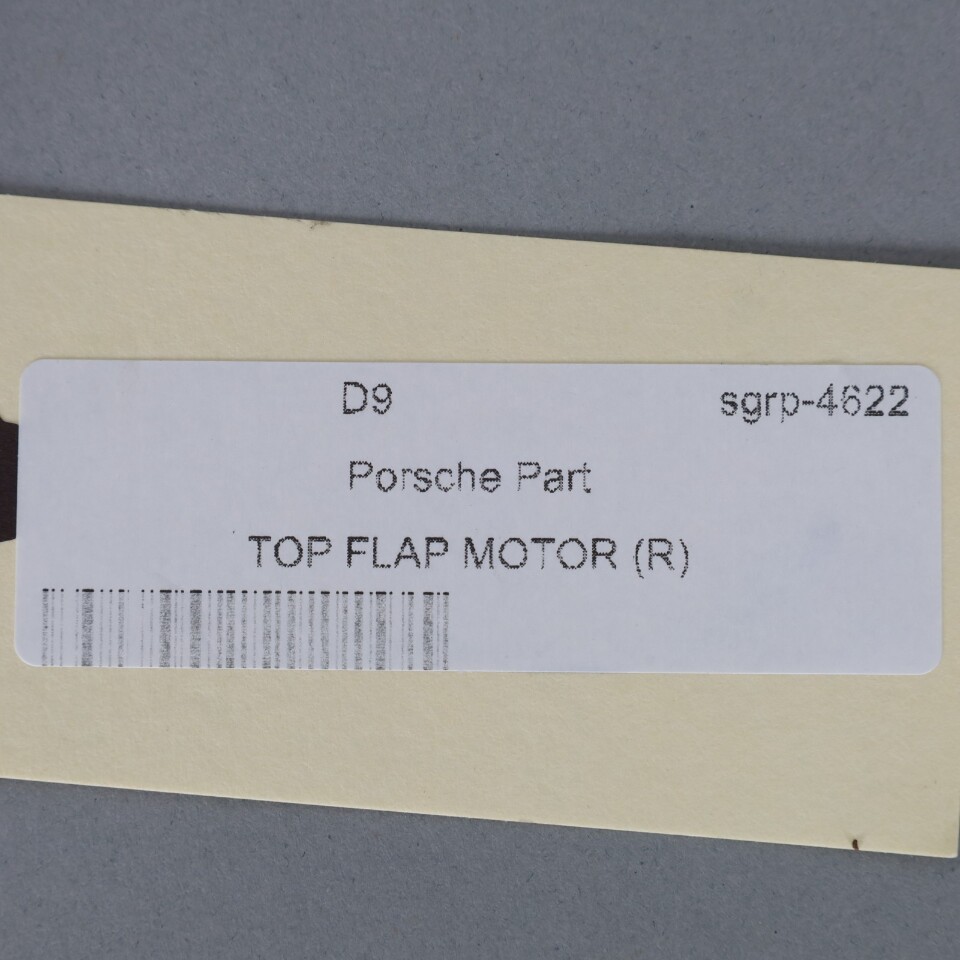 D9 sgrp-4622
Porsche Part
TOP FLAP MOTOR (R)